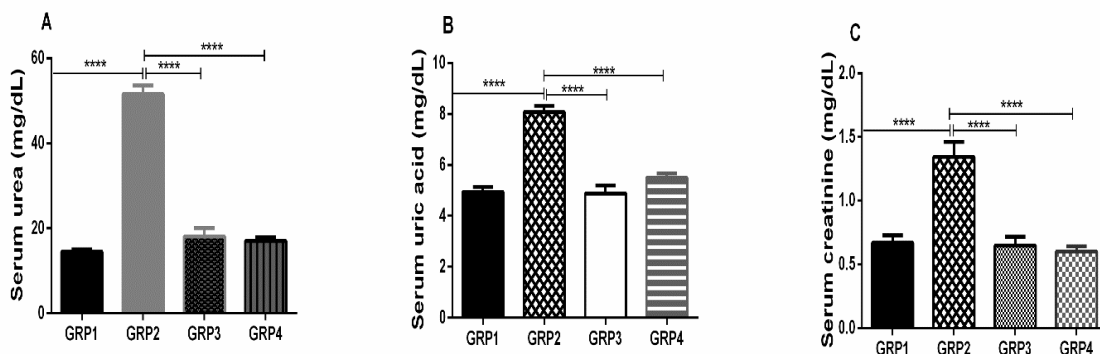 A
Serum urea (mg/dL)
60
40
20
0
****
****
****
GRP1 GRP2 GRP3 GRP4
B
Serum uric acid (mg/dL)
10
8
6
4
2
0
****
****
****
GRP1 GRP2 GRP3 GRP4
C
Serum creatinine (mg/dL)
2.0
1.5
1.0
0.5
0.0
****
****
****
GRP1 GRP2 GRP3 GRP4